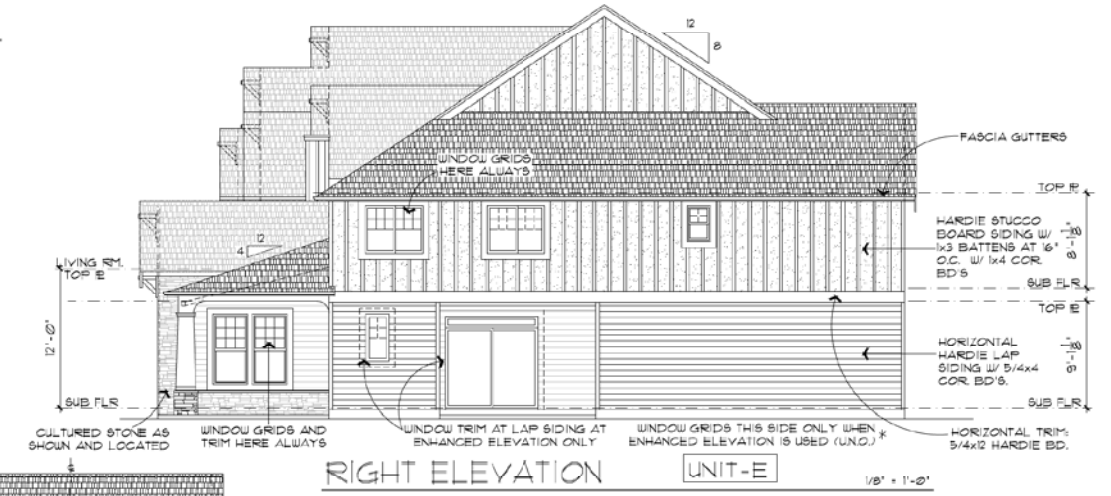 12
8
FASCIA GUTTERS
WINDOW GRIDS
HERE ALWAYS
TOP PL
HARDIE STUCCO
BOARD SIDING W/
1x3 BATTENS AT 16"
O.C. W/ 1x4 COR.
BD'S
8'-1 1/8"
12
4
LIVING RM.
TOP PL
SUB FLR
TOP PL
12'-0"
HORIZONTAL
HARDIE LAP
SIDING W/ 5/4x4
COR. BD'S.
9'-1 1/8"
SUB FLR
SUB FLR
CULTURED STONE AS
SHOWN AND LOCATED
WINDOW GRIDS AND
TRIM HERE ALWAYS
WINDOW TRIM AT LAP SIDING AT
ENHANCED ELEVATION ONLY
WINDOW GRIDS THIS SIDE ONLY WHEN
ENHANCED ELEVATION IS USED (U.N.O.) *
HORIZONTAL TRIM:
5/4x12 HARDIE BD.
RIGHT ELEVATION
UNIT-E
1/8" = 1'-0"